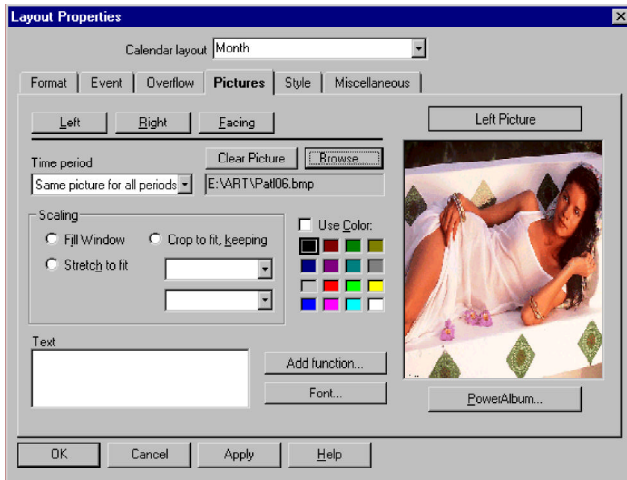 Layout Properties
Calendar layout Month
Format Event Overflow Pictures Style Miscellaneous
Left Right Facing
Left Picture
Time period
Clear Picture Browse...
Same picture for all periods
E:\ART\Patl06.bmp
Scaling
Fill Window
Crop to fit, keeping
Stretch to fit
Use Color:
Text
Add function...
Font...
PowerAlbum...
OK Cancel Apply Help